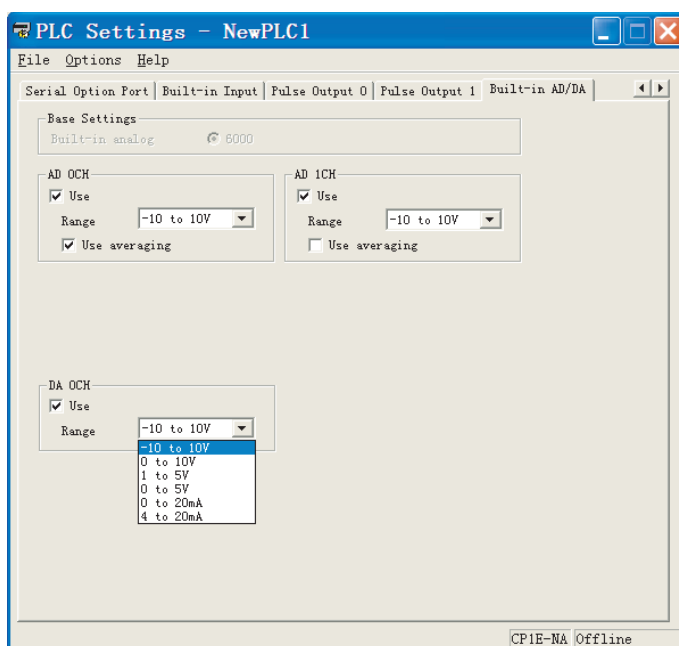 PLC Settings - NewPLC1
File Options Help
Serial Option Port Built-in Input Pulse Output 0 Pulse Output 1 Built-in AD/DA
Base Settings
Built-in analog 6000
AD 0CH AD 1CH
Use Use
Range -10 to 10V Range -10 to 10V
Use averaging Use averaging
DA 0CH
Use
Range -10 to 10V
-10 to 10V
0 to 10V
1 to 5V
0 to 5V
0 to 20mA
4 to 20mA
CP1E-NA Offline